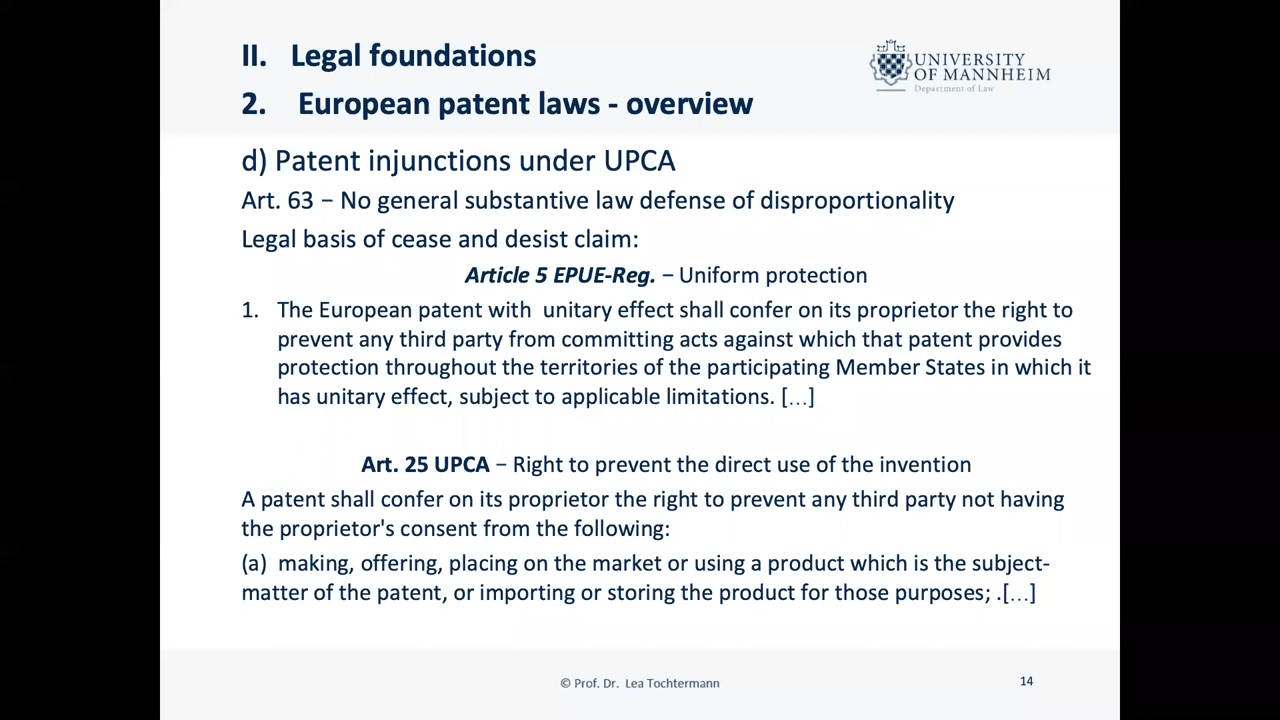 II. Legal foundations
2. European patent laws - overview
UNIVERSITY
OF MANNHEIM
Department of Law
d) Patent injunctions under UPCA
Art. 63 − No general substantive law defense of disproportionality
Legal basis of cease and desist claim:
Article 5 EPUE-Reg. − Uniform protection
1. The European patent with unitary effect shall confer on its proprietor the right to
prevent any third party from committing acts against which that patent provides
protection throughout the territories of the participating Member States in which it
has unitary effect, subject to applicable limitations. […]
Art. 25 UPCA − Right to prevent the direct use of the invention
A patent shall confer on its proprietor the right to prevent any third party not having
the proprietor's consent from the following:
(a) making, offering, placing on the market or using a product which is the subject-
matter of the patent, or importing or storing the product for those purposes; .[…]
© Prof. Dr. Lea Tochtermann
14